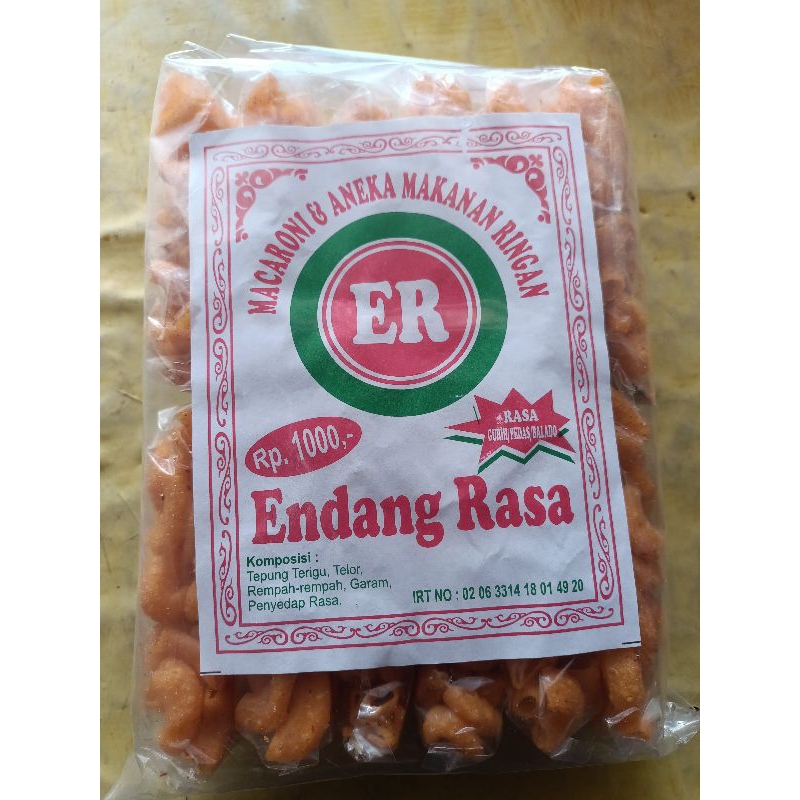 MACARONI & ANEKA MAKANAN RINGAN
ER
Rp. 1000,-
RASA
GURIH/PEDAS/BALADO
Endang Rasa
Komposisi :
Tepung Terigu, Telor,
Rempah-rempah, Garam,
Penyedap Rasa.
IRT NO : 02 06 3314 18 01 49 20